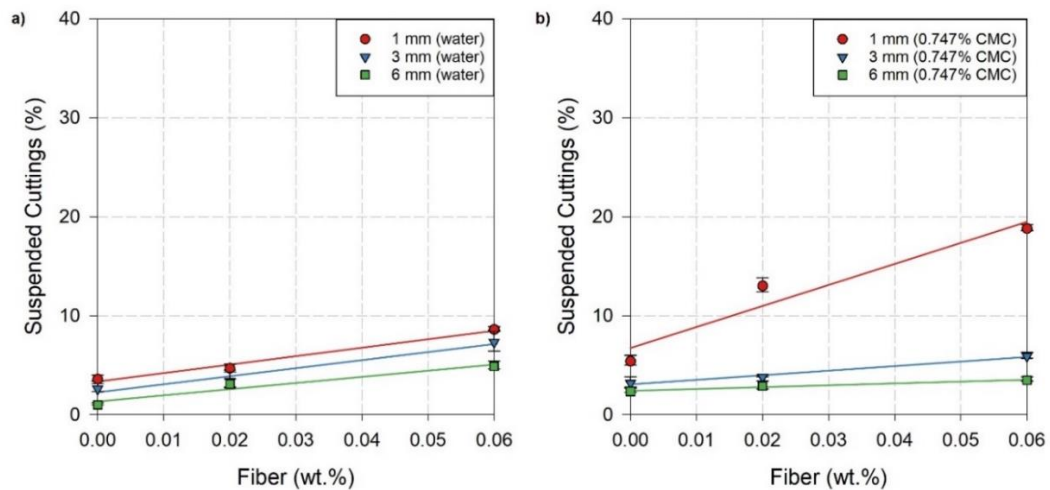 a)
40
30
20
10
0
Suspended Cuttings (%)
1 mm (water)
3 mm (water)
6 mm (water)
0.00 0.01 0.02 0.03 0.04 0.05 0.06
Fiber (wt.%)
b)
40
30
20
10
0
Suspended Cuttings (%)
1 mm (0.747% CMC)
3 mm (0.747% CMC)
6 mm (0.747% CMC)
0.00 0.01 0.02 0.03 0.04 0.05 0.06
Fiber (wt.%)